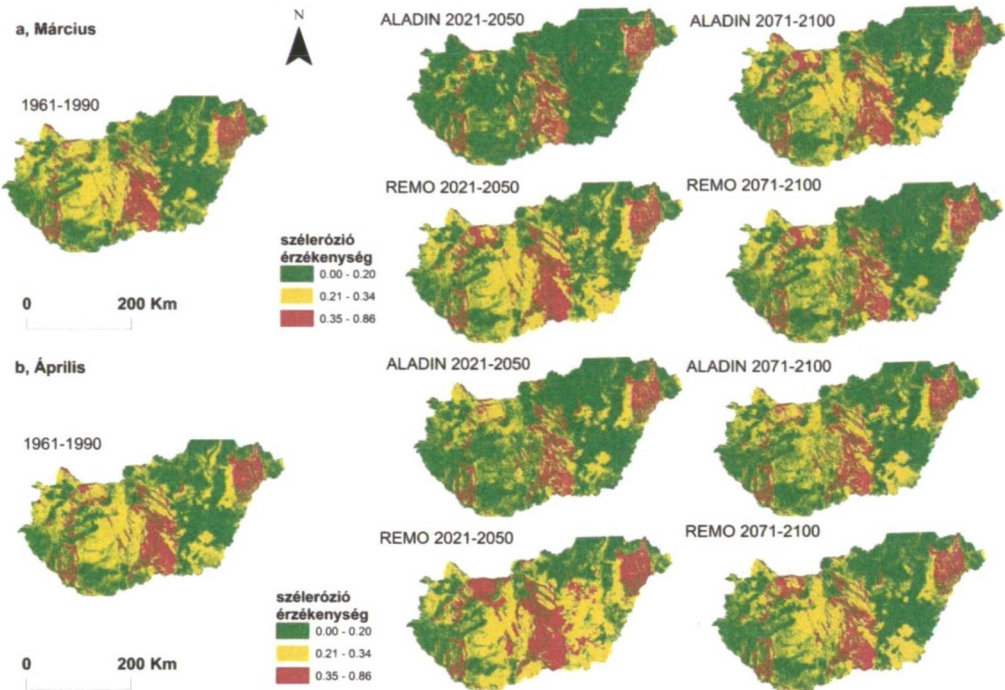 a, Március
N
ALADIN 2021-2050
ALADIN 2071-2100
1961-1990
REMO 2021-2050
REMO 2071-2100
szélerózió
érzékenység
0.00 - 0.20
0.21 - 0.34
0.35 - 0.86
0 200 Km
b, Április
ALADIN 2021-2050
ALADIN 2071-2100
1961-1990
REMO 2021-2050
REMO 2071-2100
szélerózió
érzékenység
0.00 - 0.20
0.21 - 0.34
0.35 - 0.86
0 200 Km